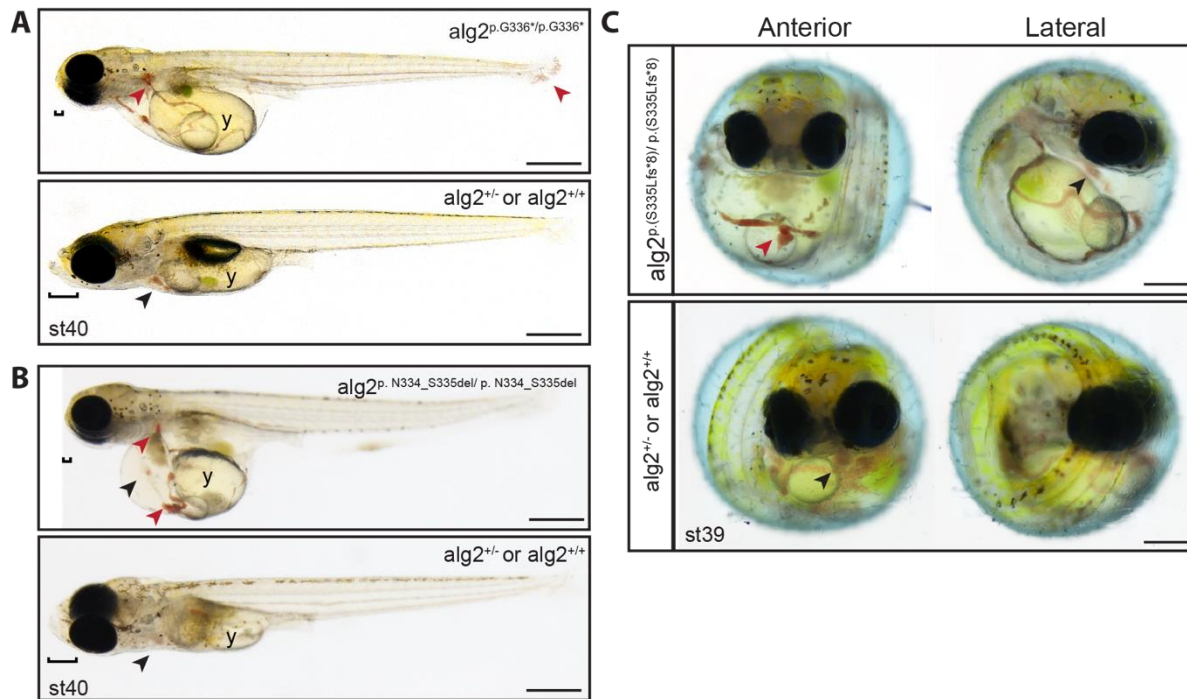 A
alg2p.G336*/p.G336*
y
alg2+/- or alg2+/+
y
st40
B
alg2p. N334_S335del/ p. N334_S335del
y
alg2+/- or alg2+/+
y
st40
C
Anterior Lateral
alg2p.(S335Lfs*8)/ p.(S335Lfs*8)
alg2+/- or alg2+/+
st39